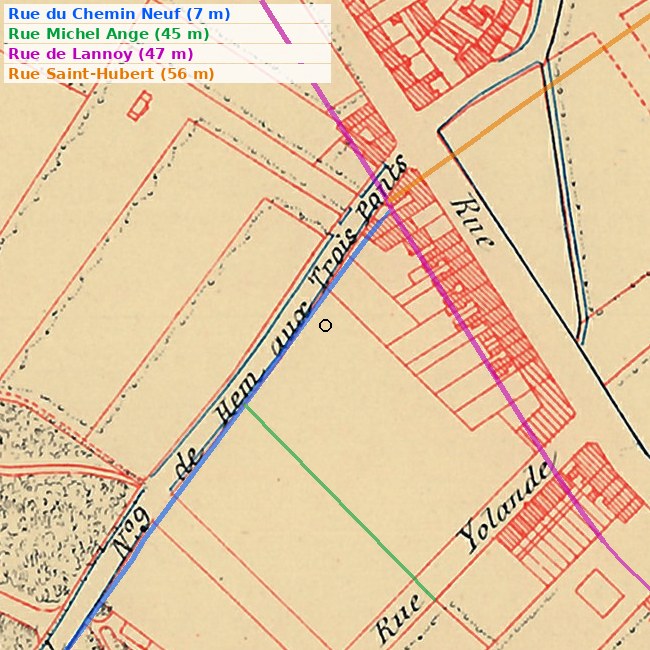 Rue du Chemin Neuf (7 m)
Rue Michel Ange (45 m)
Rue de Lannoy (47 m)
Rue Saint-Hubert (56 m)
Rue
Nº9 de Hem aux Trois Ponts
Rue Yolande